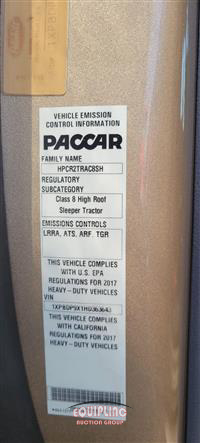 VEHICLE EMISSION
CONTROL INFORMATION
PACCAR
FAMILY NAME
HPCR2TRAC8SH
REGULATORY
SUBCATEGORY
Class 8 High Roof
Sleeper Tractor
EMISSIONS CONTROLS
LRRA, ATS, ARF, TGR
THIS VEHICLE COMPLIES
WITH U.S. EPA
REGULATIONS FOR 2017
HEAVY - DUTY VEHICLES
VIN
1XPBDP9X1HD363643
THIS VEHICLE COMPLIES
WITH CALIFORNIA
REGULATIONS FOR 2017
HEAVY - DUTY VEHICLES
EQUIPLINQ
AUCTION GROUP